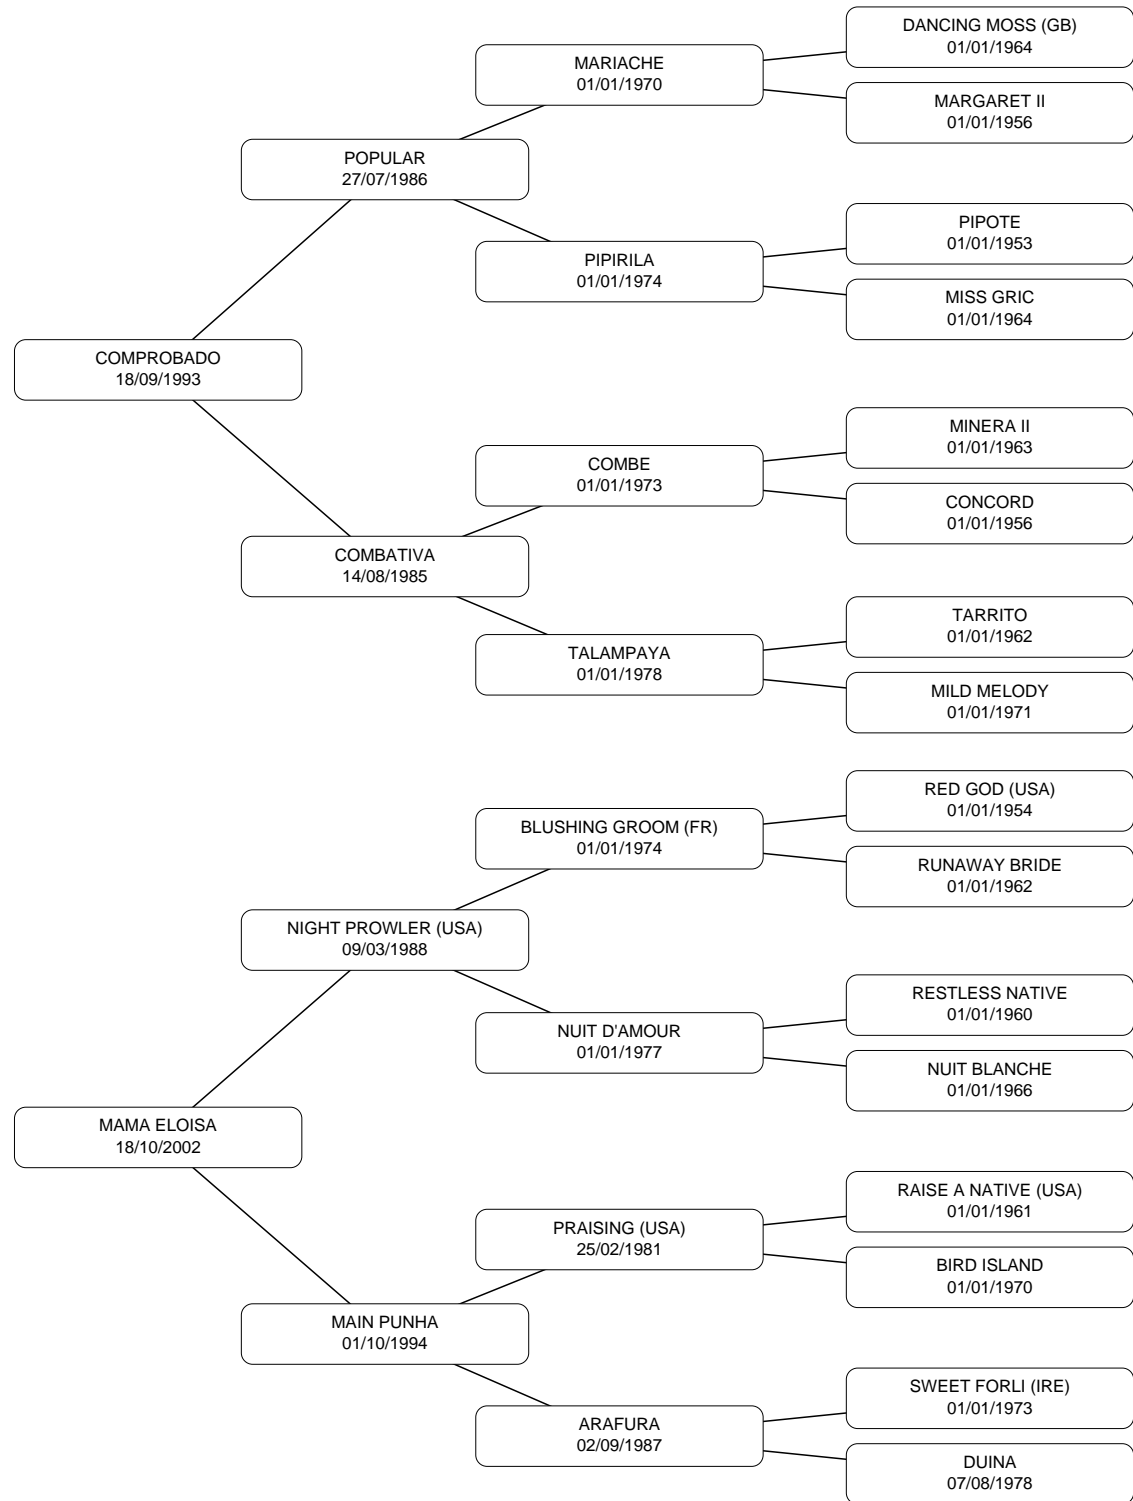 DANCING MOSS (GB)
01/01/1964
MARIACHE
01/01/1970
MARGARET II
01/01/1956
POPULAR
27/07/1986
PIPOTE
01/01/1953
PIPIRILA
01/01/1974
MISS GRIC
01/01/1964
COMPROBADO
18/09/1993
MINERA II
01/01/1963
COMBE
01/01/1973
CONCORD
01/01/1956
COMBATIVA
14/08/1985
TARRITO
01/01/1962
TALAMPAYA
01/01/1978
MILD MELODY
01/01/1971
RED GOD (USA)
01/01/1954
BLUSHING GROOM (FR)
01/01/1974
RUNAWAY BRIDE
01/01/1962
NIGHT PROWLER (USA)
09/03/1988
RESTLESS NATIVE
01/01/1960
NUIT D'AMOUR
01/01/1977
NUIT BLANCHE
01/01/1966
MAMA ELOISA
18/10/2002
RAISE A NATIVE (USA)
01/01/1961
PRAISING (USA)
25/02/1981
BIRD ISLAND
01/01/1970
MAIN PUNHA
01/10/1994
SWEET FORLI (IRE)
01/01/1973
ARAFURA
02/09/1987
DUINA
07/08/1978